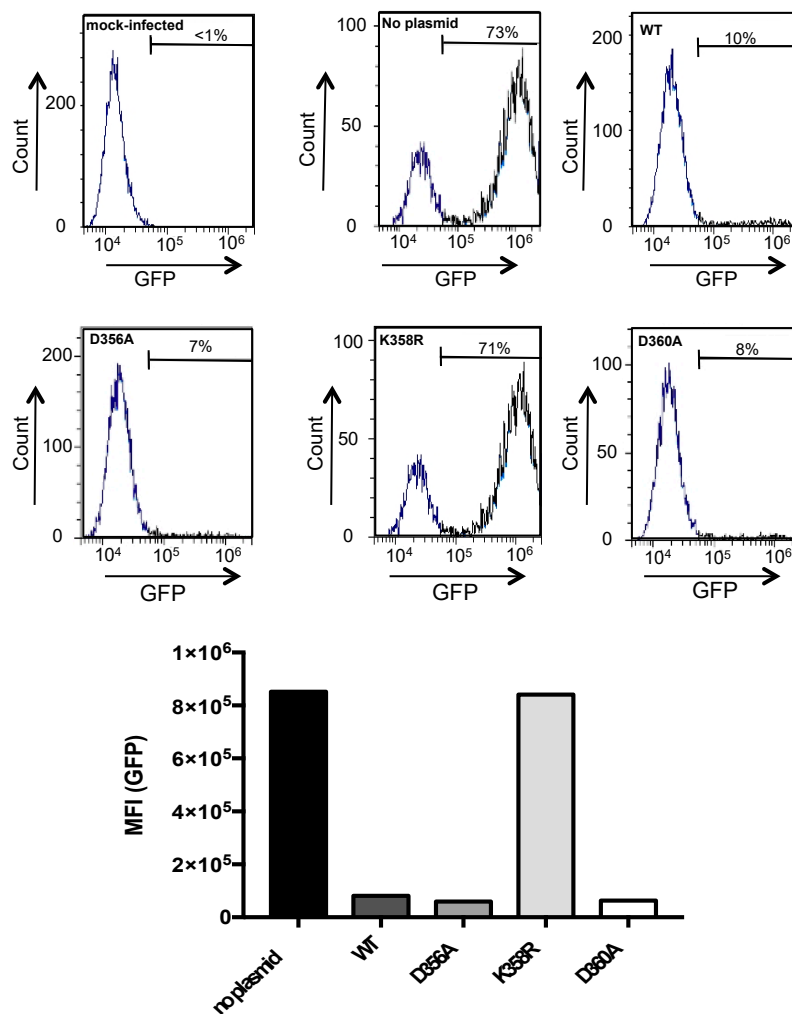 mock-infected
<1%
200
0
10⁴ 10⁵ 10⁶
Count
GFP
No plasmid
73%
100
50
0
10⁴ 10⁵ 10⁶
Count
GFP
WT
10%
200
100
0
10⁴ 10⁵ 10⁶
Count
GFP
D356A
7%
200
100
0
10⁴ 10⁵ 10⁶
Count
GFP
K358R
71%
100
50
0
10⁴ 10⁵ 10⁶
Count
GFP
D360A
8%
100
50
0
10⁴ 10⁵ 10⁶
Count
GFP
MFI (GFP)
1×10⁶
8×10⁵
6×10⁵
4×10⁵
2×10⁵
0
no plasmid
WT
D356A
K358R
D360A